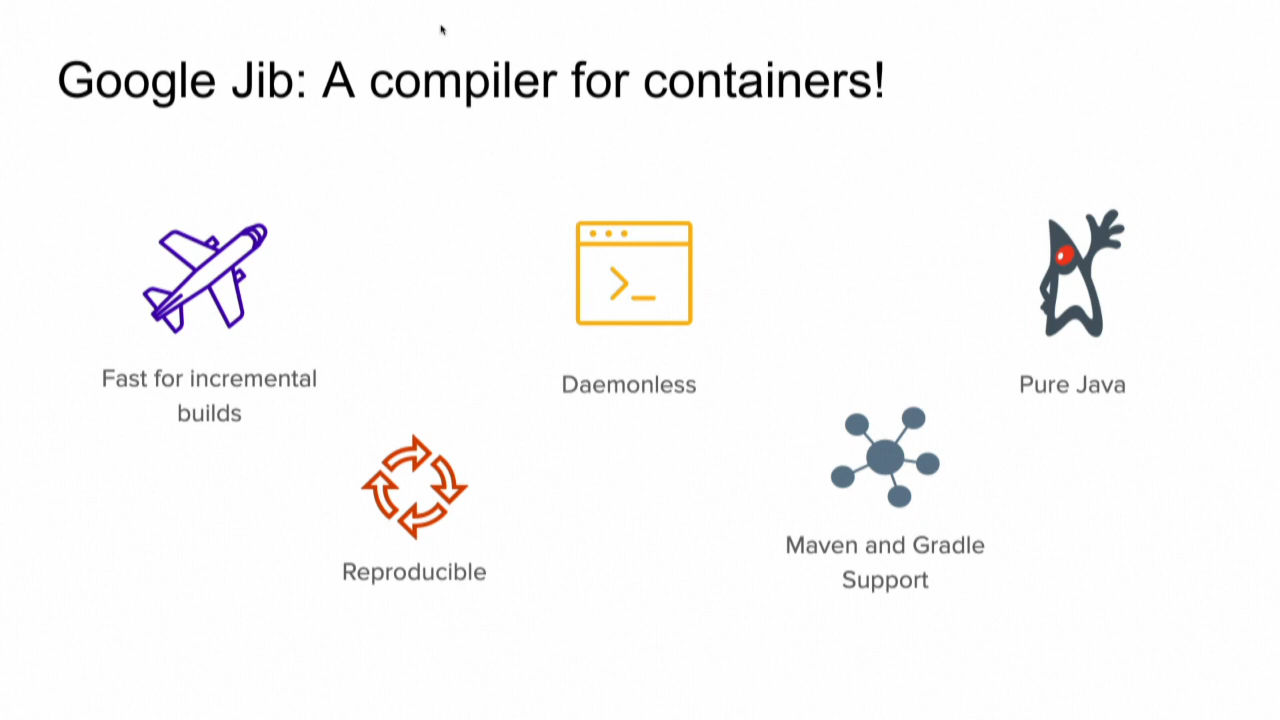 Google Jib: A compiler for containers!
Fast for incremental
builds
Daemonless
Pure Java
Reproducible
Maven and Gradle
Support